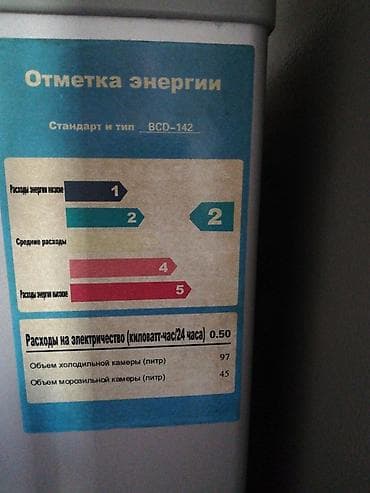 Отметка энергии
Стандарт и тип BCD-142
Расходы энергии низкие 1
2
2
Средние расходы
4
Расходы энергии высокие 5
Расходы на электричество (киловатт-час/24 часа) 0.50
Объем холодильной камеры (литр) 97
Объем морозильной камеры (литр) 45